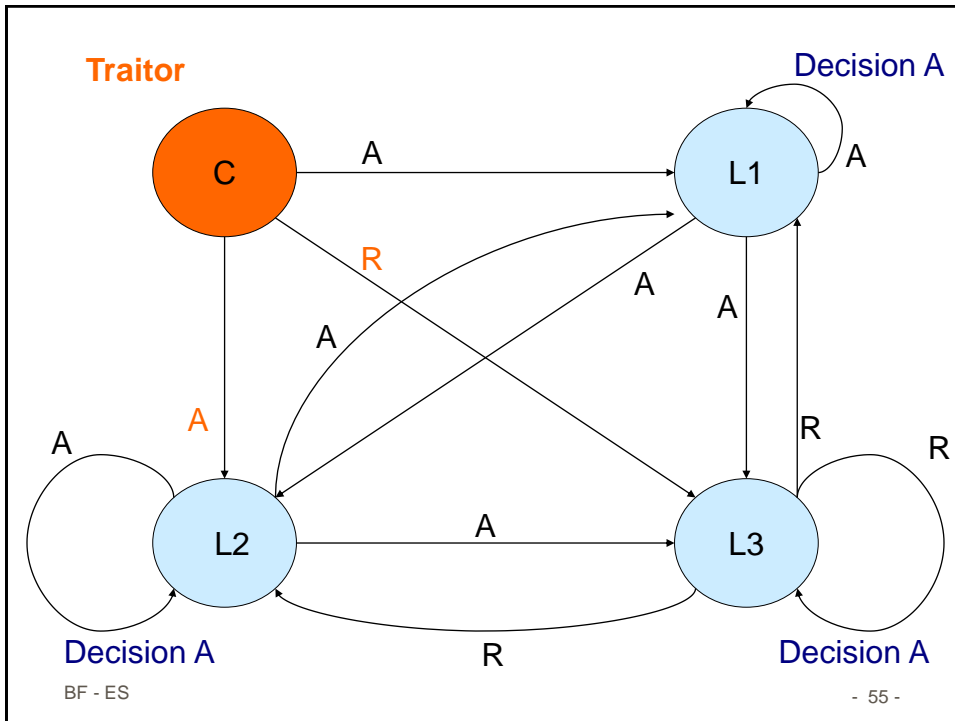 Traitor
Decision A
C
A
L1
A
R
A
A
A
A
A
R
R
L2
A
L3
Decision A
R
Decision A
BF - ES
- 55 -